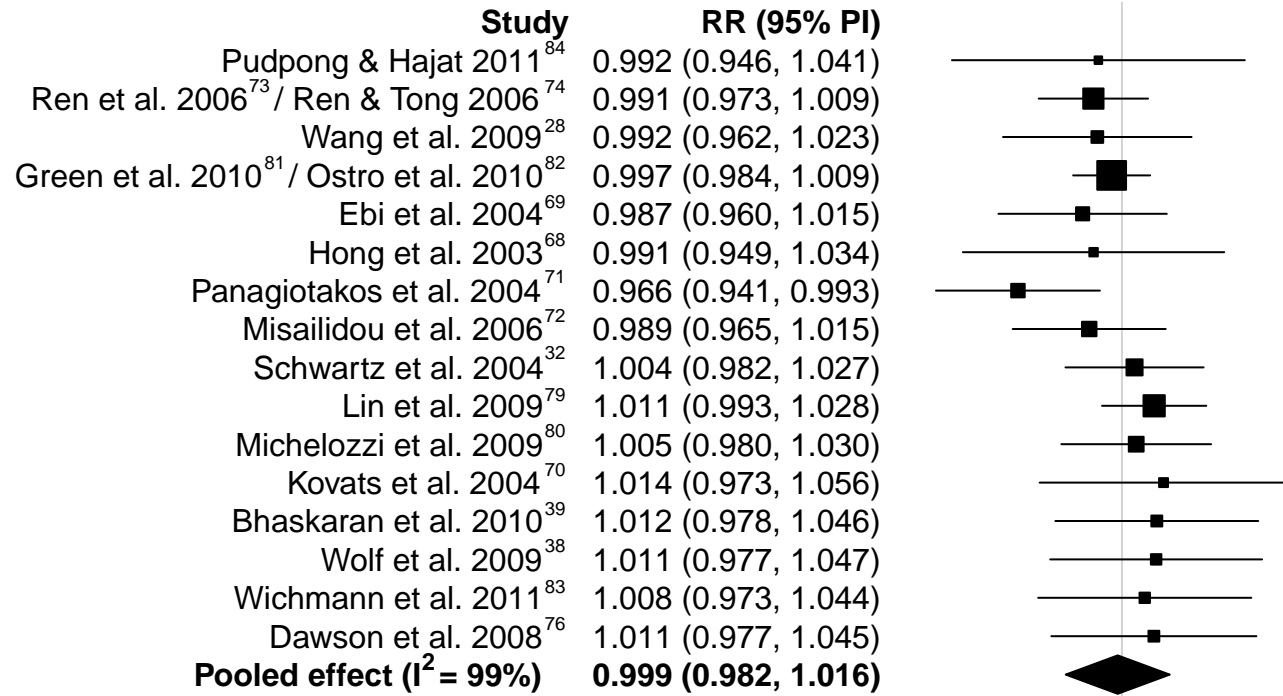 Study RR (95% PI)
Pudpong & Hajat 2011⁸⁴ 0.992 (0.946, 1.041)
Ren et al. 2006⁷³/ Ren & Tong 2006⁷⁴ 0.991 (0.973, 1.009)
Wang et al. 2009²⁸ 0.992 (0.962, 1.023)
Green et al. 2010⁸¹/ Ostro et al. 2010⁸² 0.997 (0.984, 1.009)
Ebi et al. 2004⁶⁹ 0.987 (0.960, 1.015)
Hong et al. 2003⁶⁸ 0.991 (0.949, 1.034)
Panagiotakos et al. 2004⁷¹ 0.966 (0.941, 0.993)
Misailidou et al. 2006⁷² 0.989 (0.965, 1.015)
Schwartz et al. 2004³² 1.004 (0.982, 1.027)
Lin et al. 2009⁷⁹ 1.011 (0.993, 1.028)
Michelozzi et al. 2009⁸⁰ 1.005 (0.980, 1.030)
Kovats et al. 2004⁷⁰ 1.014 (0.973, 1.056)
Bhaskaran et al. 2010³⁹ 1.012 (0.978, 1.046)
Wolf et al. 2009³⁸ 1.011 (0.977, 1.047)
Wichmann et al. 2011⁸³ 1.008 (0.973, 1.044)
Dawson et al. 2008⁷⁶ 1.011 (0.977, 1.045)
Pooled effect (I² = 99%) 0.999 (0.982, 1.016)